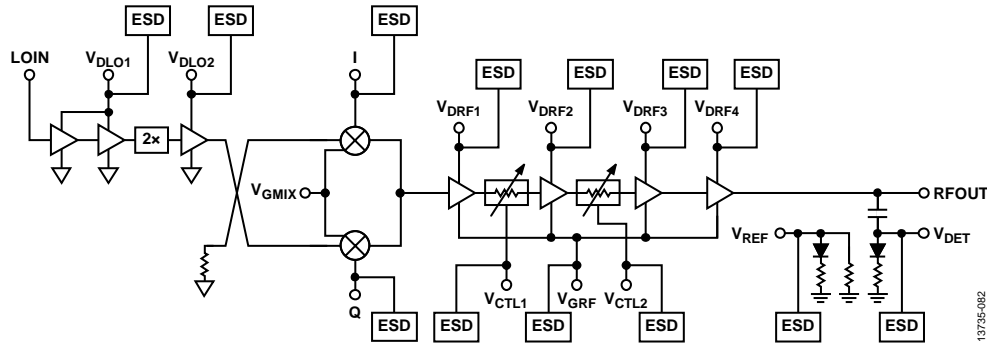 ESD
ESD
ESD
LOIN
VDLO1
VDLO2
I
ESD
ESD
ESD
ESD
VDRF1
VDRF2
VDRF3
VDRF4
2×
VGMIX
RFOUT
VREF
VDET
VCTL1
VGRF
VCTL2
Q
ESD
ESD
ESD
ESD
ESD
ESD
13735-082